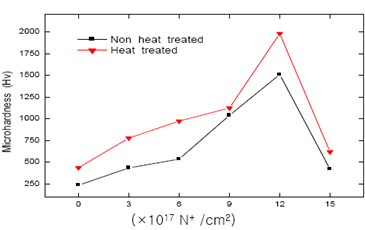 Non heat treated
Heat treated
Microhardness (Hv)
2000
1750
1500
1250
1000
750
500
250
0 3 6 9 12 15
(×10¹⁷ N⁺ /cm²)